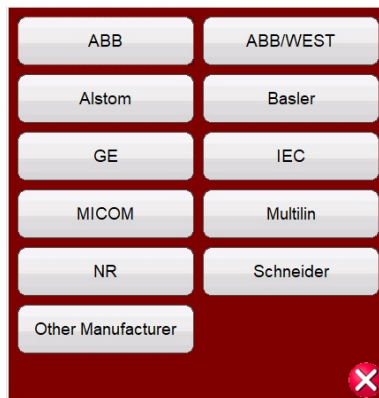 ABB
ABB/WEST
Alstom
Basler
GE
IEC
MICOM
Multilin
NR
Schneider
Other Manufacturer